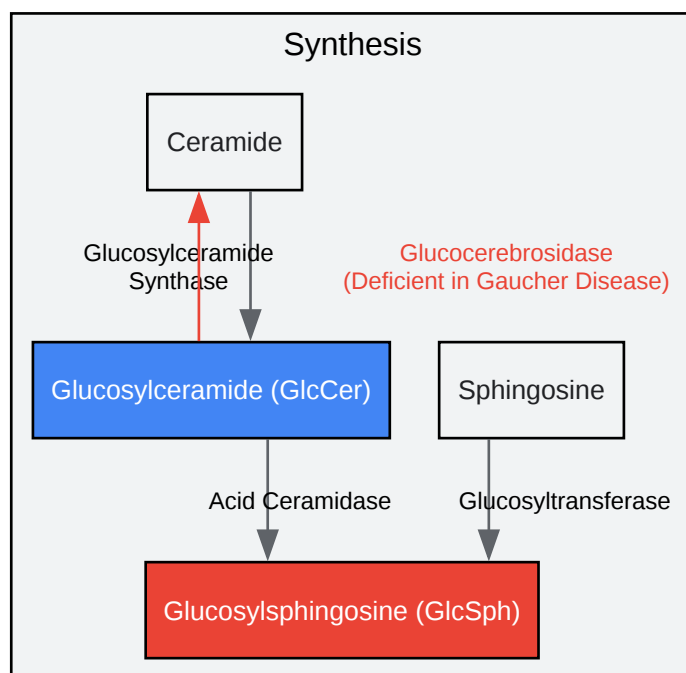 Synthesis
Ceramide
Glucosylceramide
Synthase
Glucocerebrosidase
(Deficient in Gaucher Disease)
Glucosylceramide (GlcCer)
Sphingosine
Acid Ceramidase
Glucosyltransferase
Glucosylsphingosine (GlcSph)